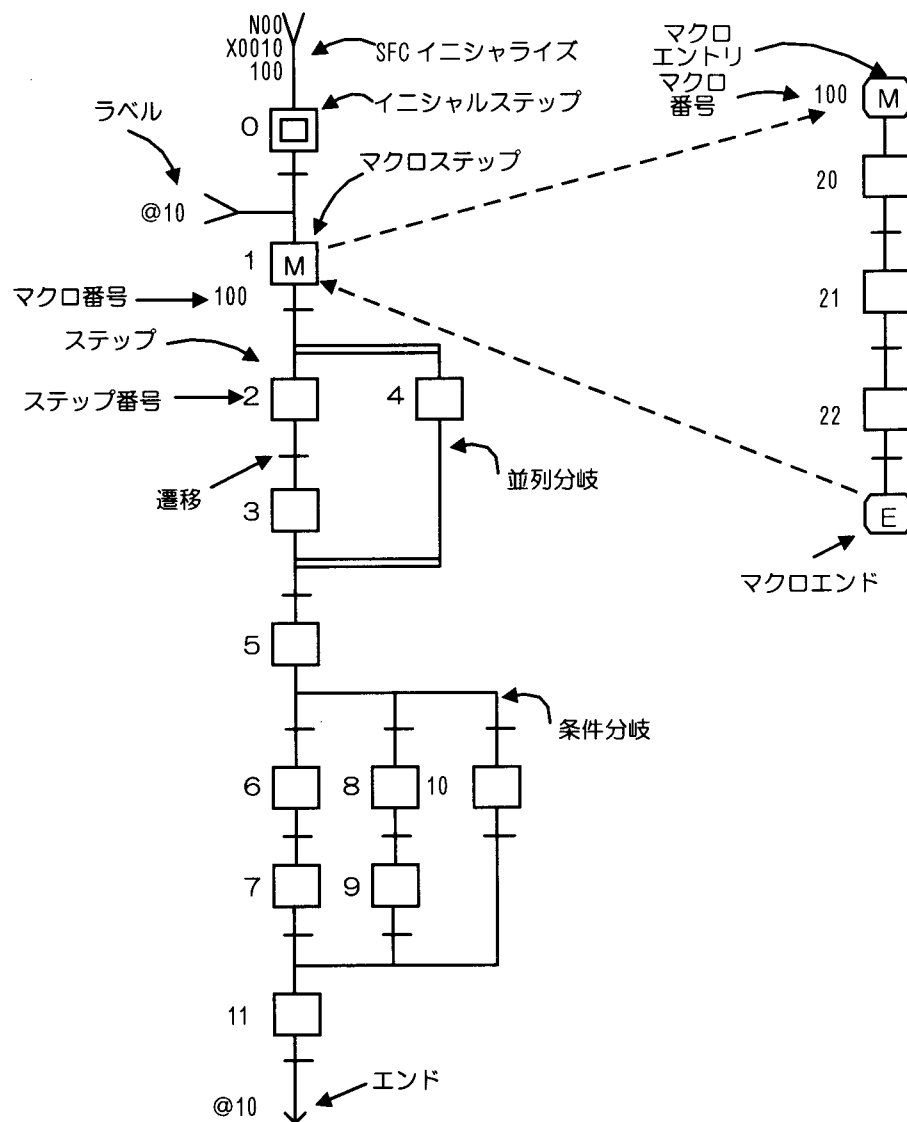 N00
X0010
100
SFC イニシャライズ
イニシャルステップ
0
ラベル
マクロステップ
@10
1
M
マクロ番号
100
ステップ
ステップ番号
2
4
遷移
並列分岐
3
5
条件分岐
6
8
10
7
9
11
エンド
@10
マクロ
エントリ
マクロ
番号
100
M
20
21
22
E
マクロエンド